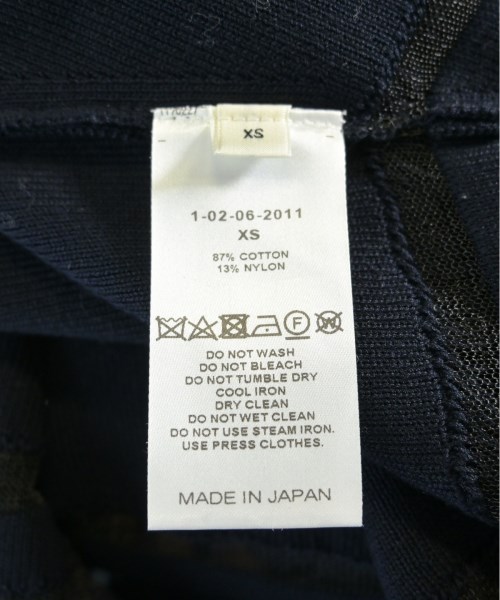 XS
1-02-06-2011
XS
87% COTTON
13% NYLON
F
W
DO NOT WASH
DO NOT BLEACH
DO NOT TUMBLE DRY
COOL IRON
DRY CLEAN
DO NOT WET CLEAN
DO NOT USE STEAM IRON.
USE PRESS CLOTHES.
MADE IN JAPAN